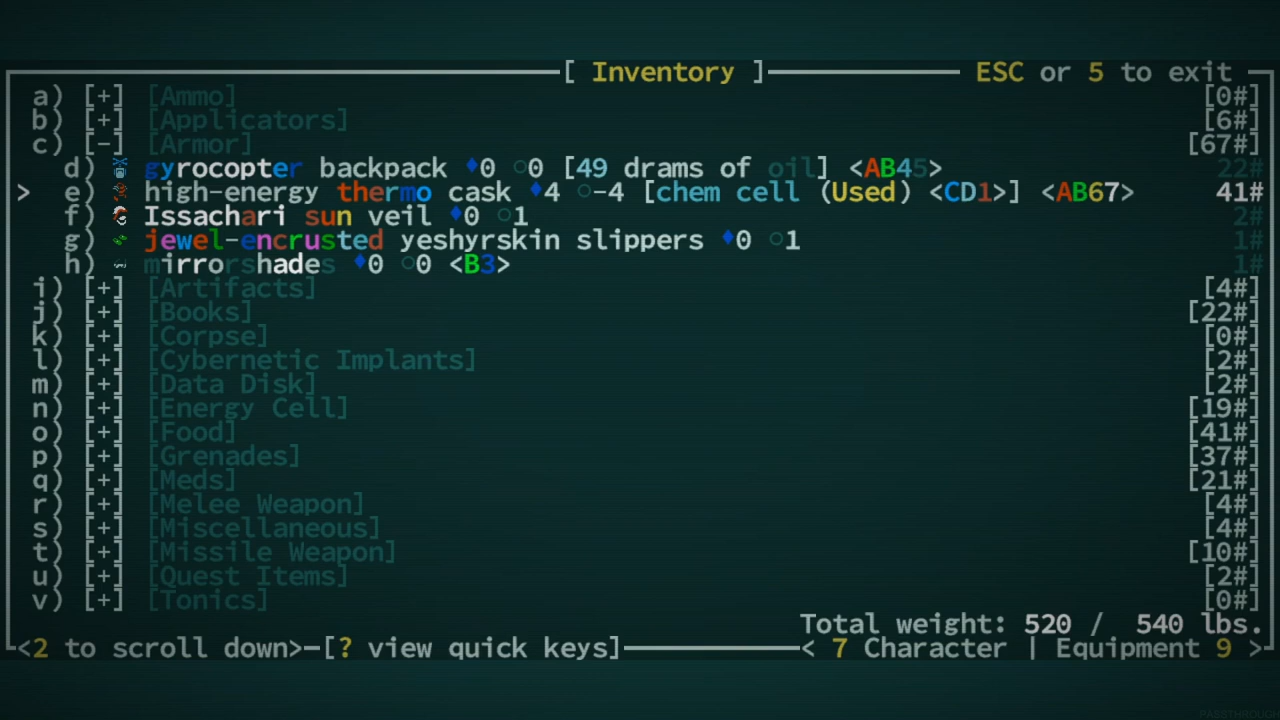 [ Inventory ] ESC or 5 to exit
a) [+] [Ammo] [0#]
b) [+] [Applicators] [6#]
c) [-] [Armor] [67#]
d) gyrocopter backpack ♦0 ○0 [49 drams of oil] <AB45> 22#
> e) high-energy thermo cask ♦4 ○-4 [chem cell (Used) <CD1>] <AB67> 41#
f) Issachari sun veil ♦0 ○1 2#
g) jewel-encrusted yeshyrskin slippers ♦0 ○1 1#
h) mirrorshades ♦0 ○0 <B3> 1#
i) [+] [Artifacts] [4#]
j) [+] [Books] [22#]
k) [+] [Corpse] [0#]
l) [+] [Cybernetic Implants] [2#]
m) [+] [Data Disk] [2#]
n) [+] [Energy Cell] [19#]
o) [+] [Food] [41#]
p) [+] [Grenades] [37#]
q) [+] [Meds] [21#]
r) [+] [Melee Weapon] [4#]
s) [+] [Miscellaneous] [4#]
t) [+] [Missile Weapon] [10#]
u) [+] [Quest Items] [2#]
v) [+] [Tonics] [0#]
Total weight: 520 / 540 lbs.
<2 to scroll down> [? view quick keys] < 7 Character | Equipment 9 >